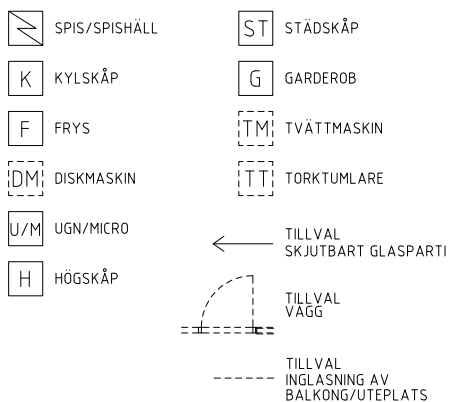 SPIS/SPISHÄLL
K KYLSKÅP
F FRYS
DM DISKMASKIN
U/M UGN/MICRO
H HÖGSKÅP
ST STÄDSKÅP
G GARDEROB
TM TVÄTTMASKIN
TT TORKTUMLARE
TILLVAL
SKJUTBART GLASPARTI
TILLVAL
VÄGG
TILLVAL
INGLASNING AV
BALKONG/UTEPLATS